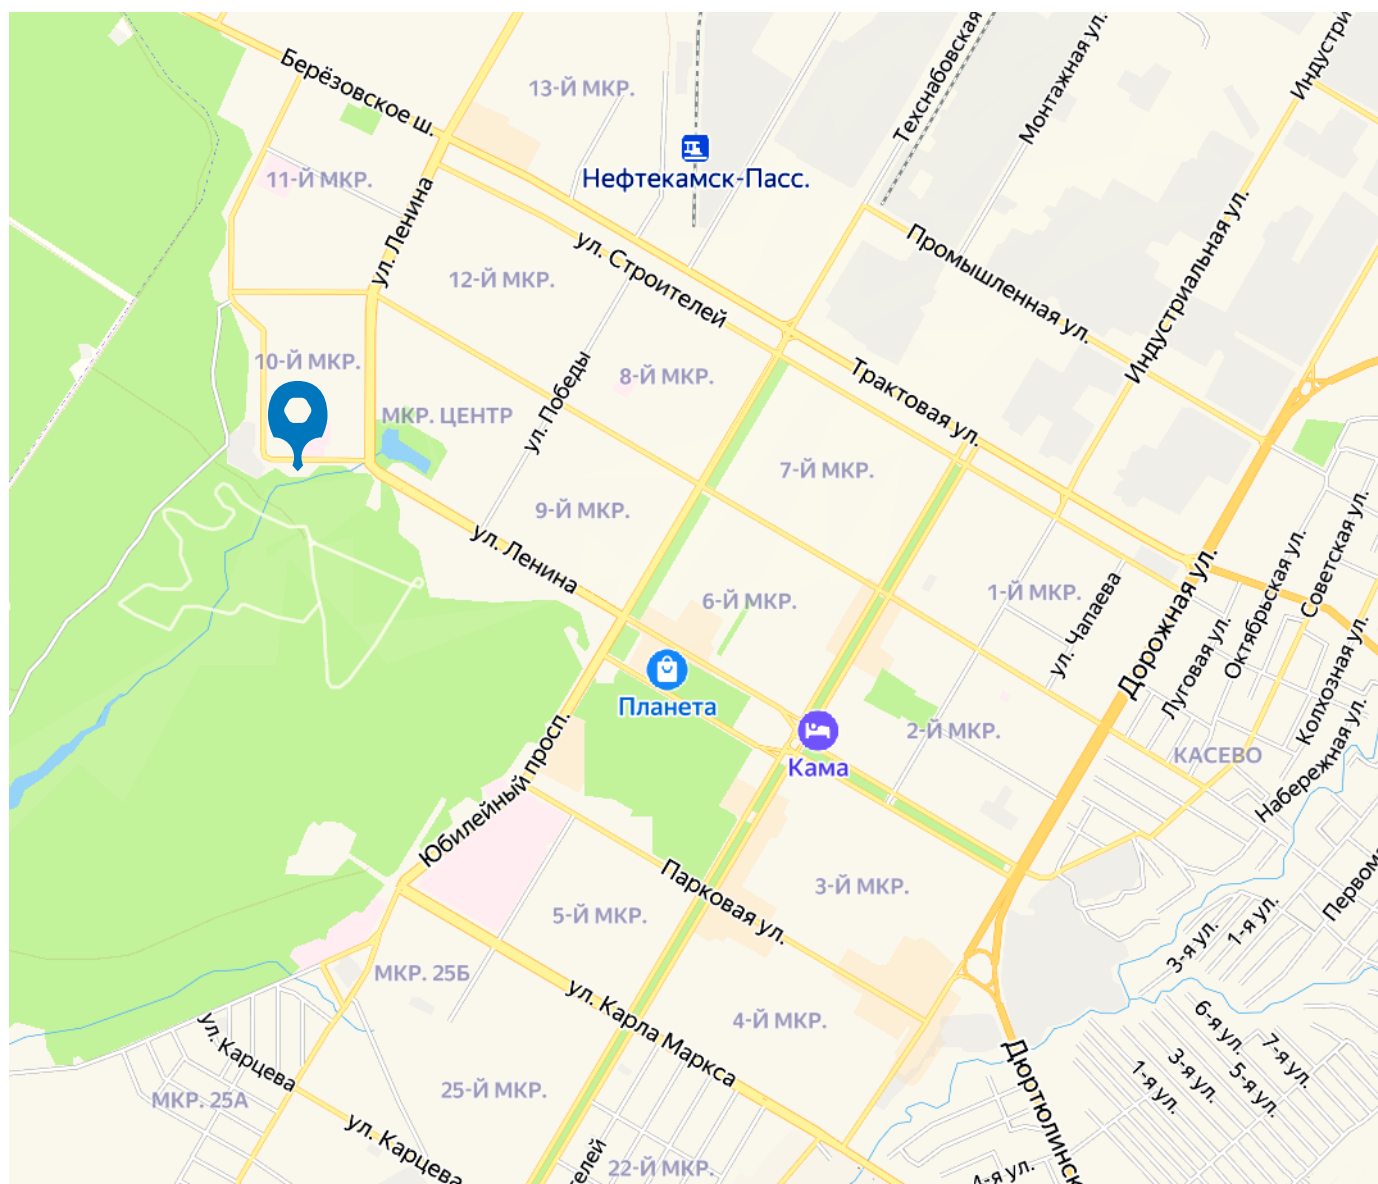 Берёзовское ш.
13-Й МКР.
Техснабовская
Монтажная ул.
Нефтекамск-Пасс.
11-Й МКР.
ул. Ленина
ул. Строителей
12-Й МКР.
Промышленная ул.
Индустриальная ул.
10-Й МКР.
8-Й МКР.
ул. Победы
Трактовая ул.
МКР. ЦЕНТР
7-Й МКР.
9-Й МКР.
ул. Ленина
6-Й МКР.
1-Й МКР.
ул. Чапаева
Дорожная ул.
Луговая ул.
Октябрьская ул.
Советская ул.
Колхозная ул.
Набережная ул.
Планета
2-Й МКР.
КАСЕВО
Кама
Юбилейный просп.
Парковая ул.
3-Й МКР.
5-Й МКР.
3-я ул.
1-я ул.
Первома
МКР. 25Б
ул. Карла Маркса
4-Й МКР.
6-я ул.
7-я ул.
3-я ул.
5-я ул.
1-я ул.
ул. Карцева
МКР. 25А
25-Й МКР.
ул. Карцева
Дюртюлинск
22-Й МКР.
елей
4-я ул.
Индустри